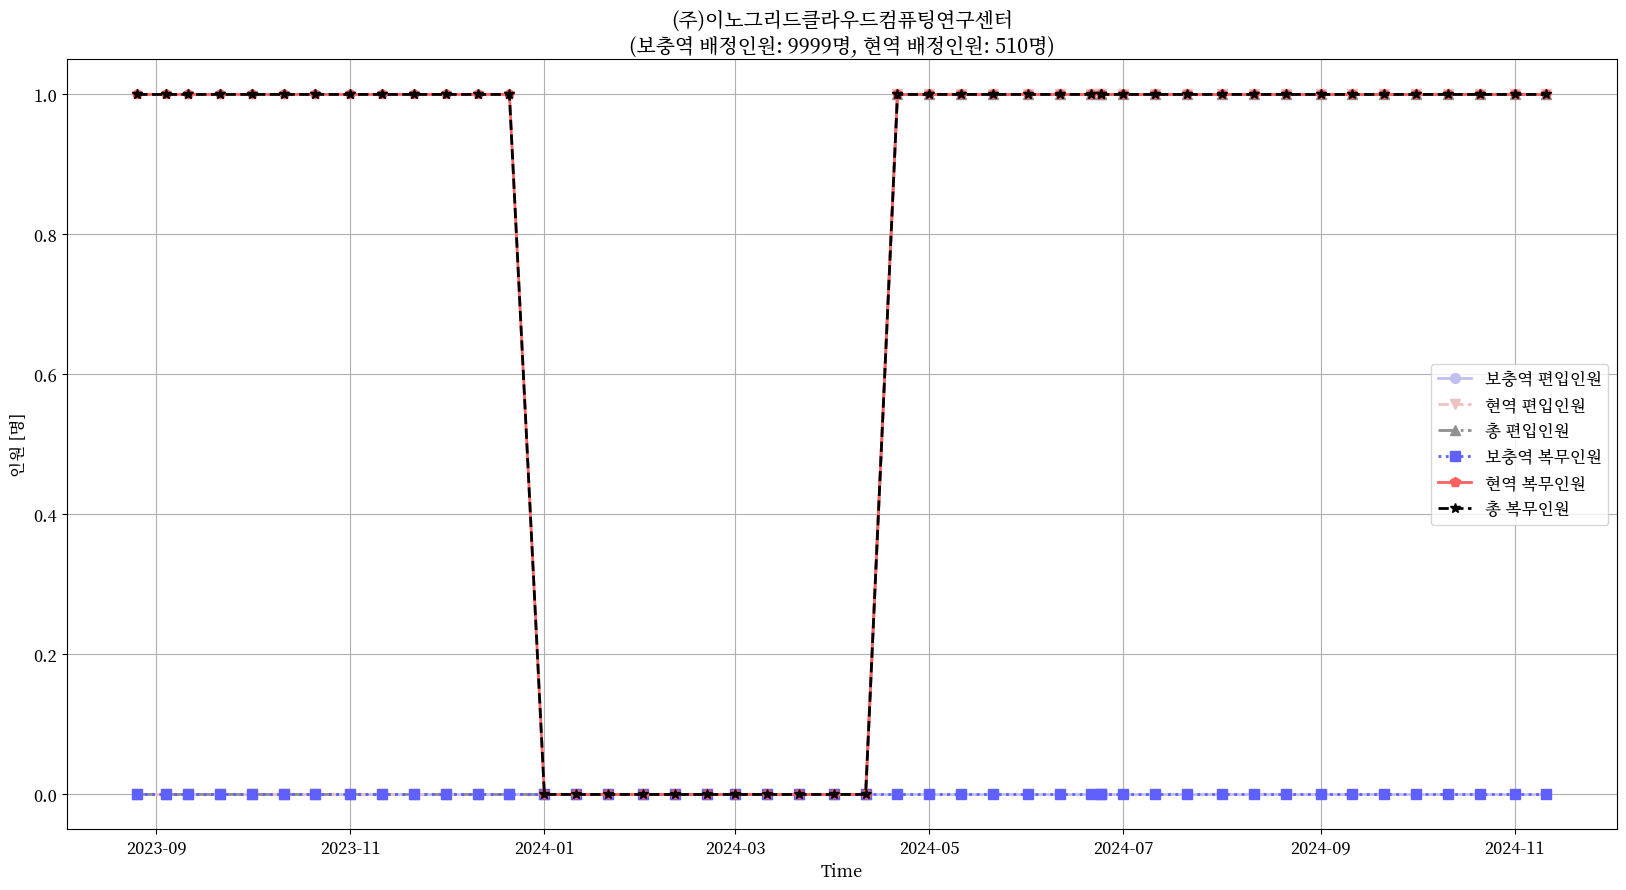 (주)이노그리드클라우드컴퓨팅연구센터
(보충역 배정인원: 9999명, 현역 배정인원: 510명)
인원 [명]
1.0
0.8
0.6
0.4
0.2
0.0
보충역 편입인원
현역 편입인원
총 편입인원
보충역 복무인원
현역 복무인원
총 복무인원
2023-09 2023-11 2024-01 2024-03 2024-05 2024-07 2024-09 2024-11
Time